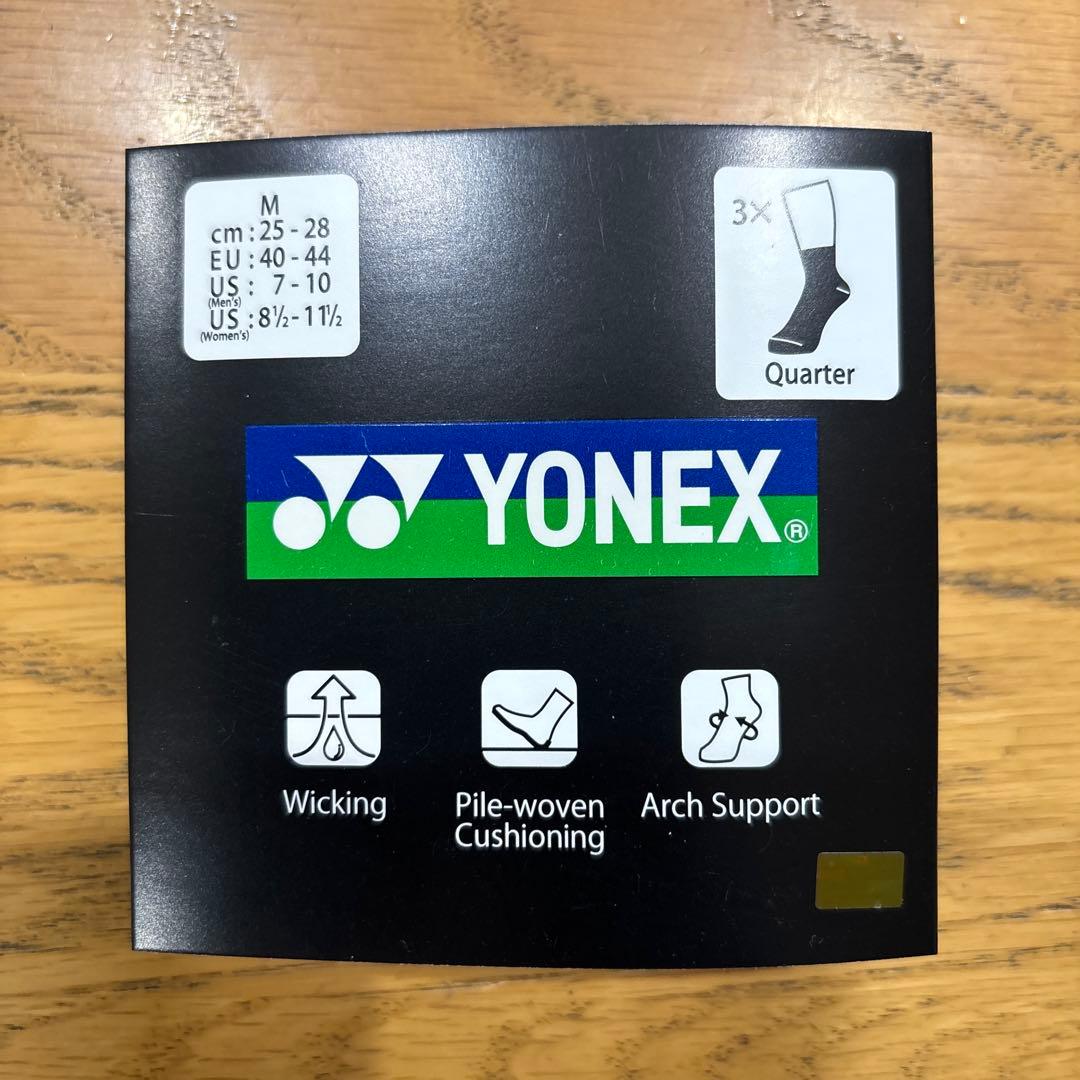 M
cm : 25 - 28
EU : 40 - 44
US : 7 - 10
(Men's)
US : 8½ - 11½
(Women's)
3×
Quarter
YONEX®
Wicking
Pile-woven
Cushioning
Arch Support